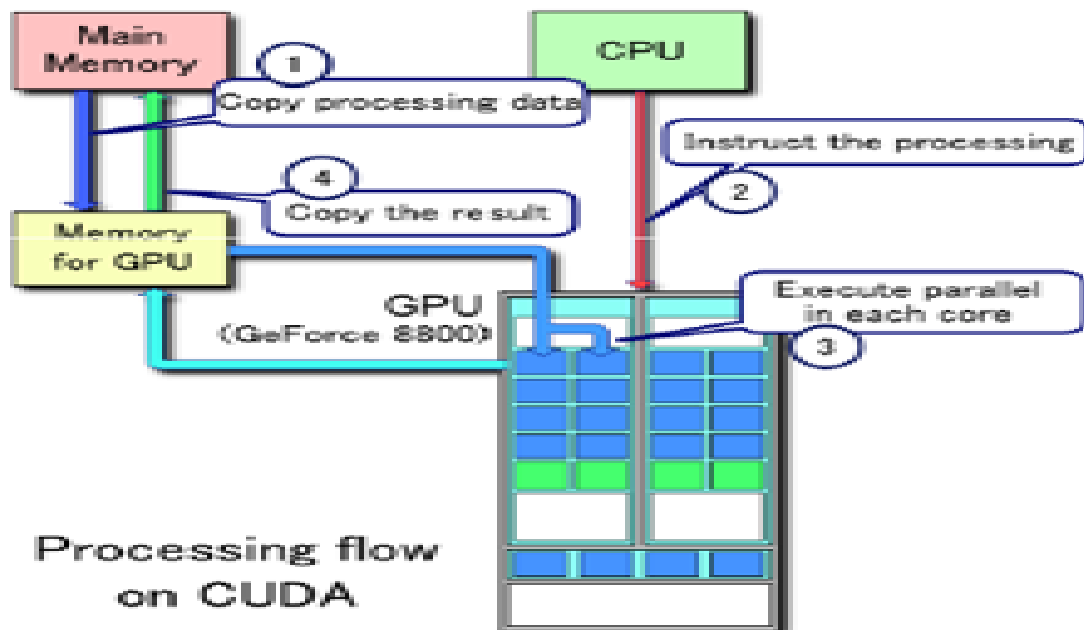 Main
Memory
CPU
1
Copy processing data
Instruct the processing
2
4
Copy the result
Memory
for GPU
GPU
(GeForce 8800)
Execute parallel
in each core
3
Processing flow
on CUDA